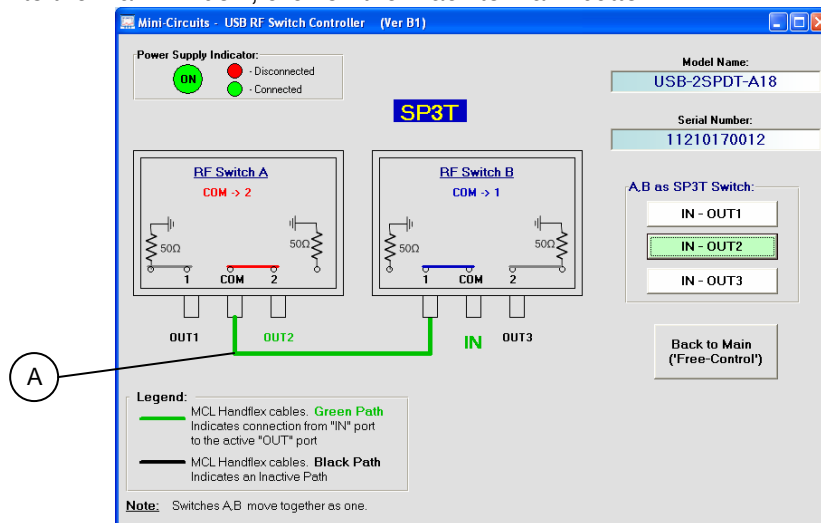 Mini-Circuits - USB RF Switch Controller (Ver B1)
Power Supply Indicator:
ON
- Disconnected
- Connected
SP3T
Model Name:
USB-2SPDT-A18
Serial Number:
11210170012
RF Switch A
COM -> 2
50Ω
50Ω
1 COM 2
RF Switch B
COM -> 1
50Ω
50Ω
1 COM 2
A,B as SP3T Switch:
IN - OUT1
IN - OUT2
IN - OUT3
OUT1
OUT2
IN
OUT3
Back to Main
('Free-Control')
A
Legend:
MCL Handflex cables. Green Path
Indicates connection from "IN" port
to the active "OUT" port
MCL Handflex cables. Black Path
Indicates an Inactive Path
Note: Switches A,B move together as one.